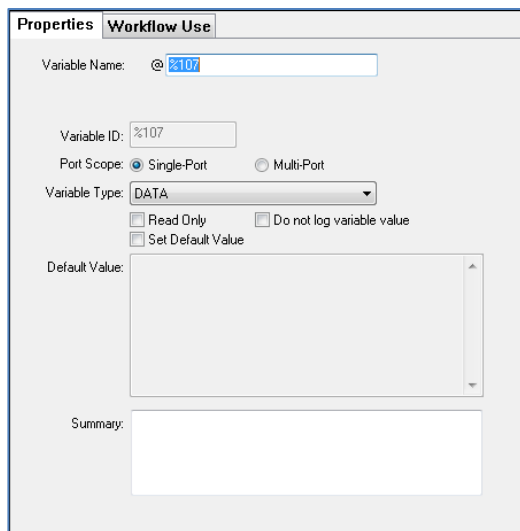 Properties Workflow Use
Variable Name: @ %107
Variable ID: %107
Port Scope: Single-Port Multi-Port
Variable Type: DATA
Read Only Do not log variable value
Set Default Value
Default Value:
Summary: